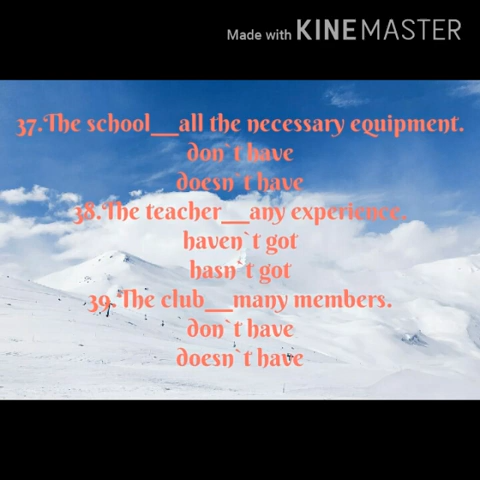 Made with KINEMASTER
37.The school__all the necessary equipment.
don`t have
doesn`t have
38.The teacher__any experience.
haven`t got
hasn`t got
39.The club__many members.
don`t have
doesn`t have